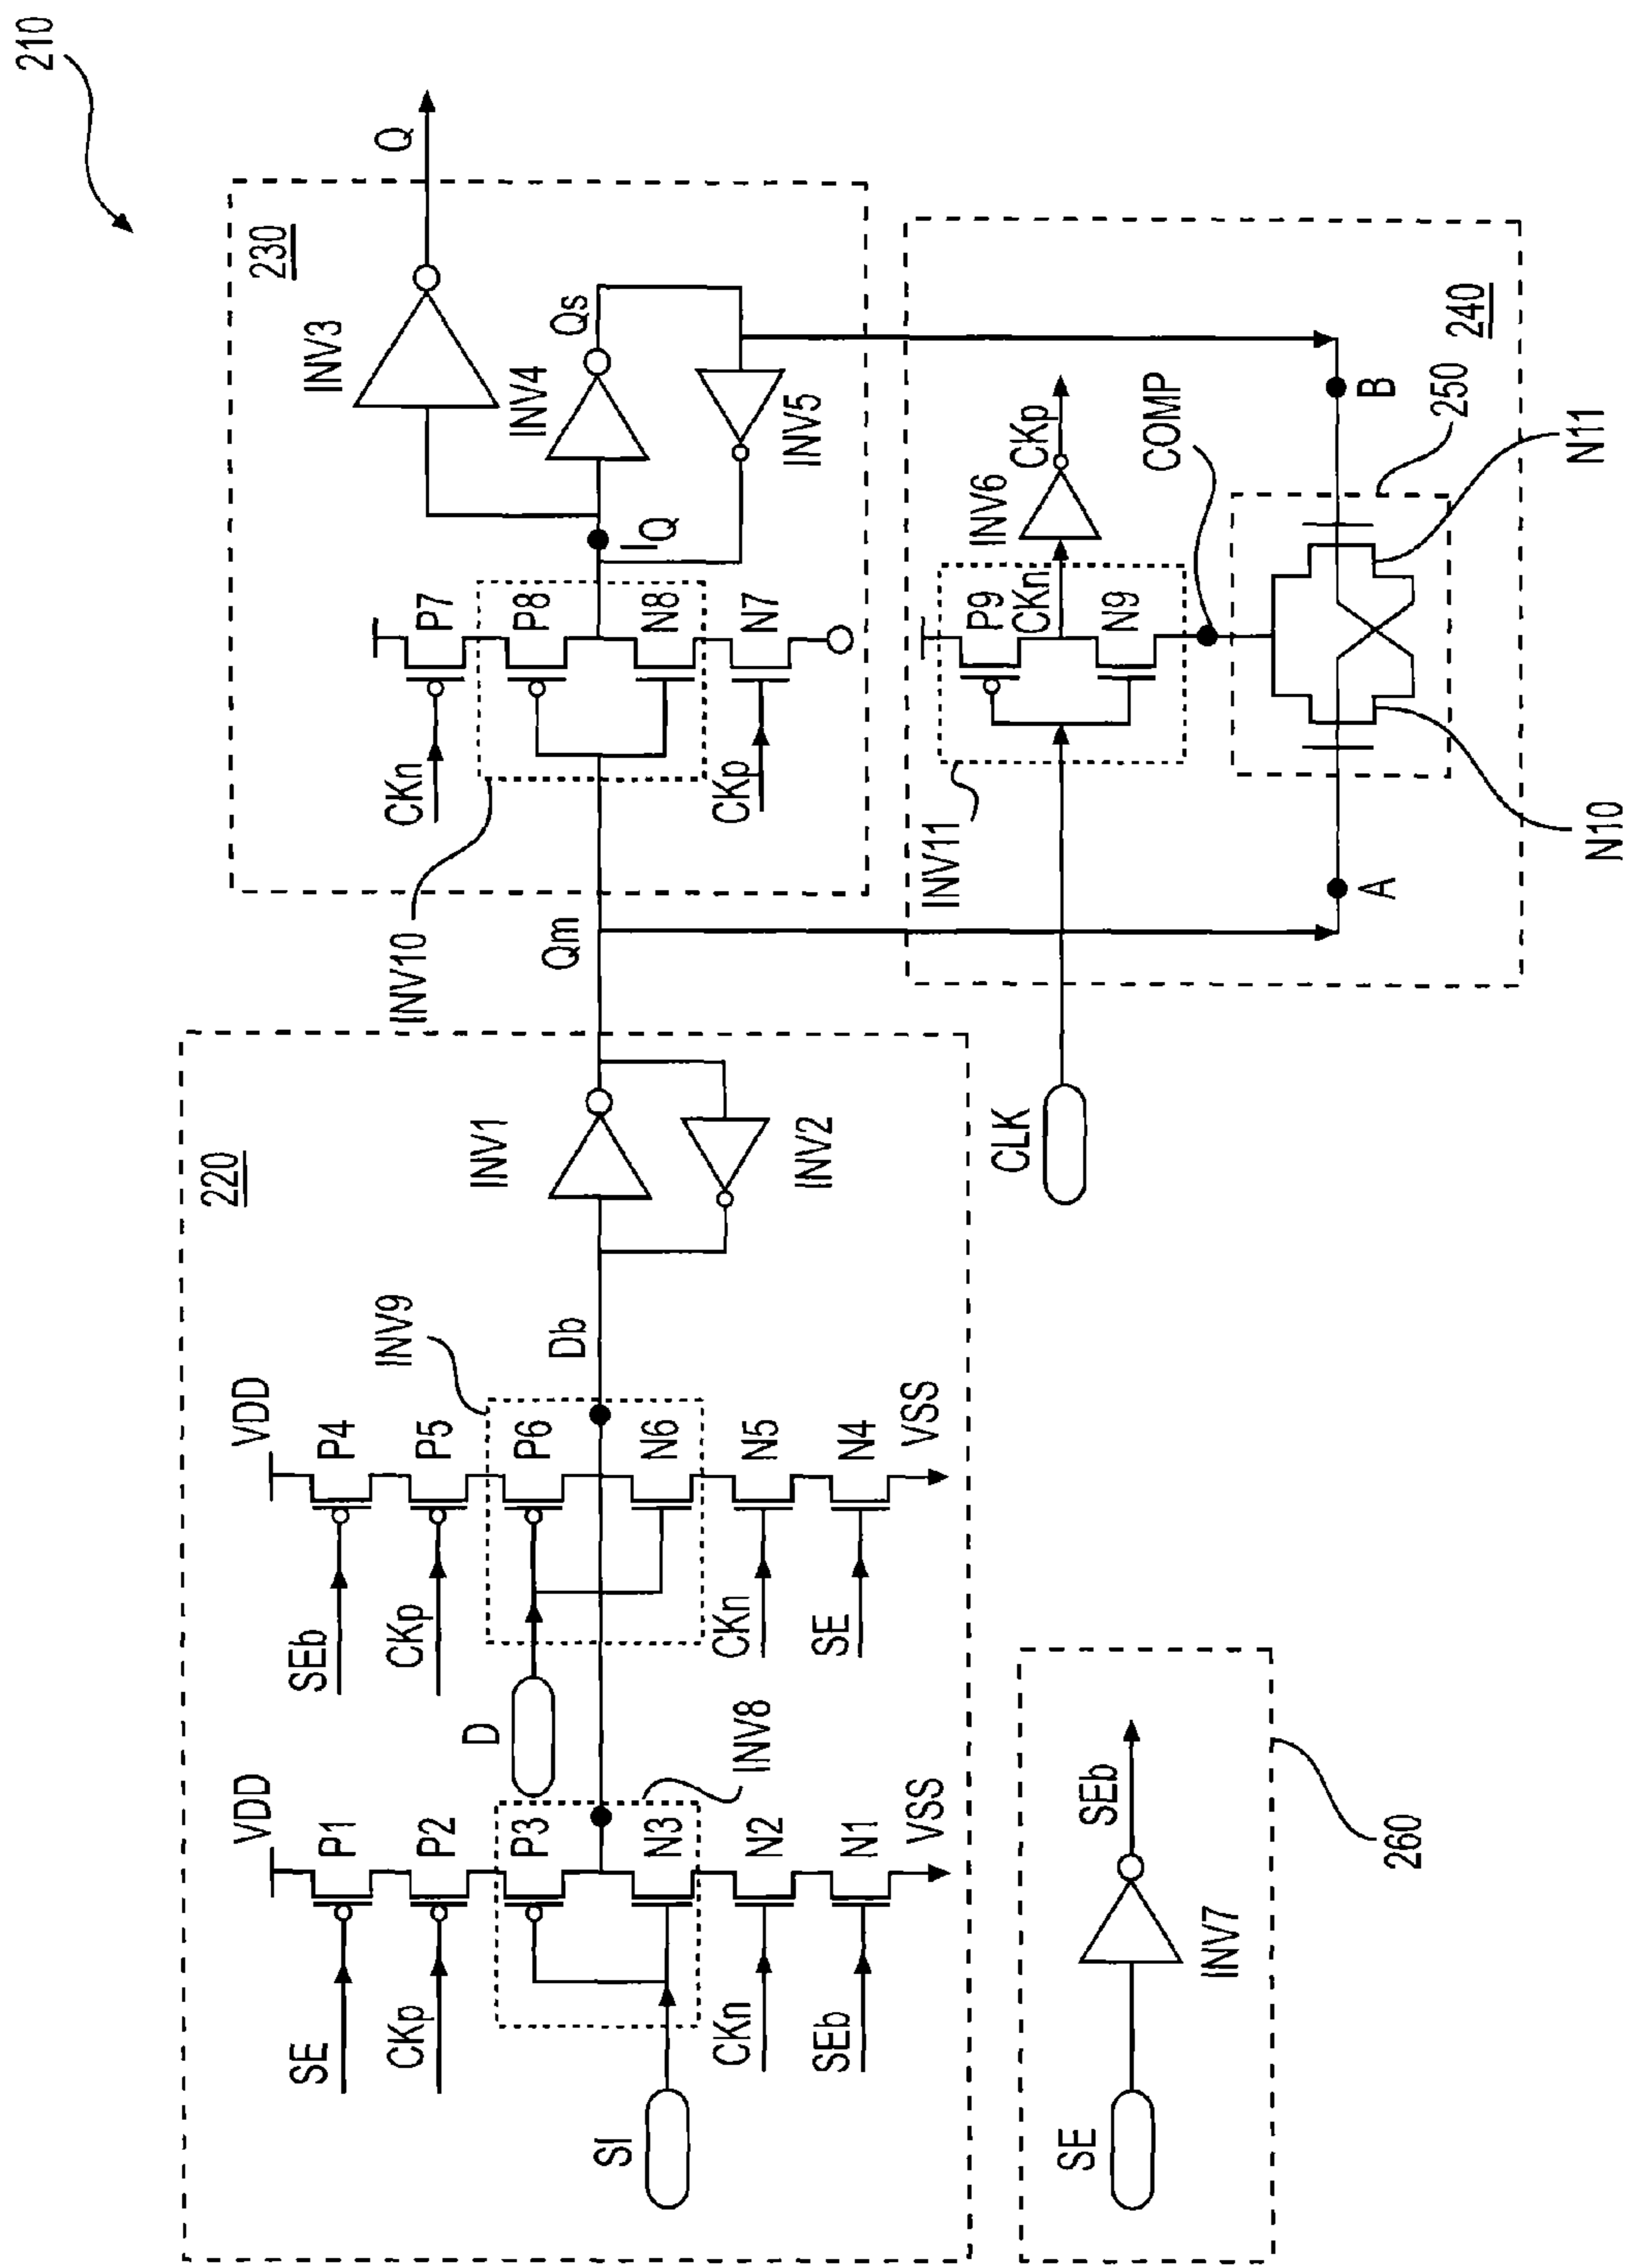 210
220
VDD
VDD
SE
P1
SEb
P4
CKp
P2
CKp
P5
INV9
P3
D
P6
SI
N3
INV8
N6
Db
INV1
INV2
CKn
N2
CKn
N5
SEb
N1
SE
N4
VSS
VSS
SE
SEb
INV7
260
230
Q
INV3
CKn
P7
INV4
Qs
P8
INV10
Qm
Q
N8
INV5
CKp
N7
240
INV11
P9
CKn
INV6
CKp
COMP
N9
CLK
250
A
B
N10
N11